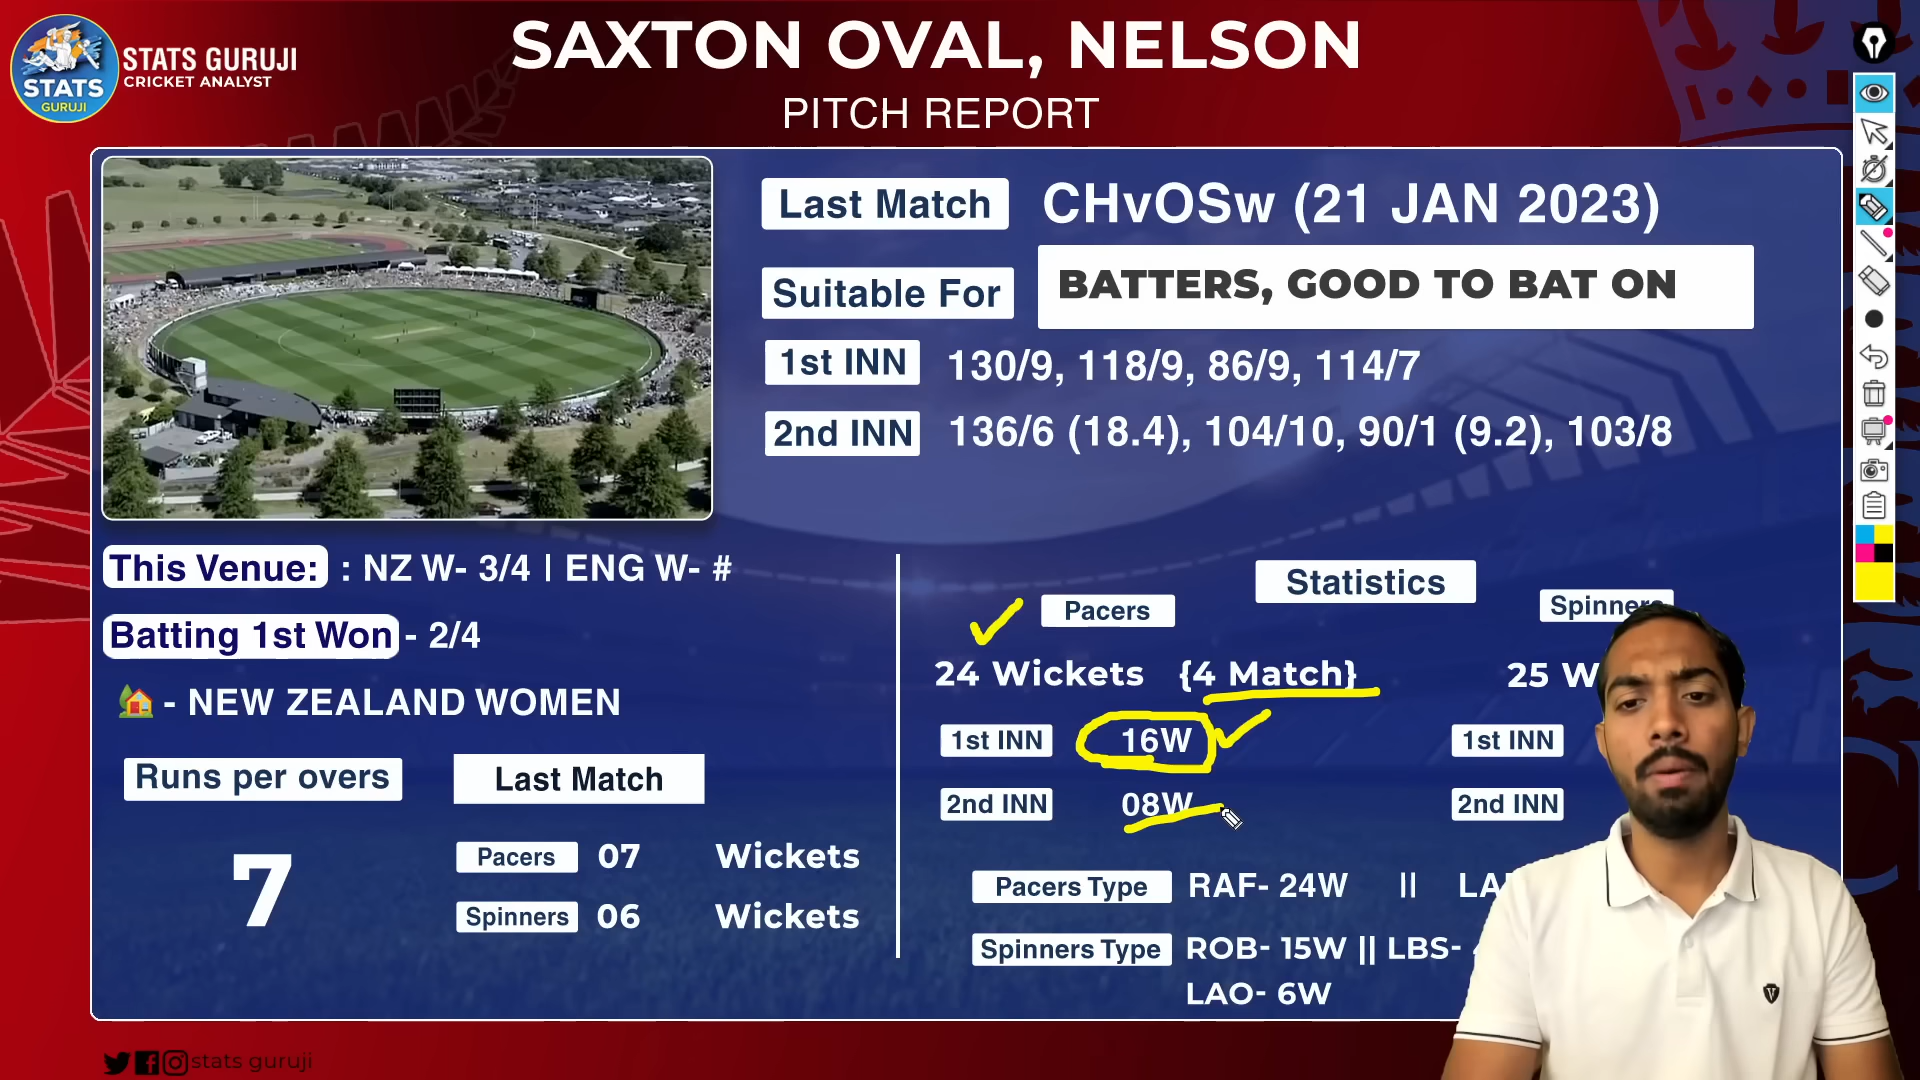 STATS GURUJI
CRICKET ANALYST
STATS
GURUJI
SAXTON OVAL, NELSON
PITCH REPORT
Last Match CHvOSw (21 JAN 2023)
Suitable For BATTERS, GOOD TO BAT ON
1st INN 130/9, 118/9, 86/9, 114/7
2nd INN 136/6 (18.4), 104/10, 90/1 (9.2), 103/8
This Venue: : NZ W- 3/4 | ENG W- #
Batting 1st Won - 2/4
- NEW ZEALAND WOMEN
Runs per overs Last Match
7
Pacers 07 Wickets
Spinners 06 Wickets
Statistics
Pacers Spinners
24 Wickets {4 Match} 25 W
1st INN 16W 1st INN
2nd INN 08W 2nd INN
Pacers Type RAF- 24W ||
Spinners Type ROB- 15W || LBS-
LAO- 6W
stats guruji